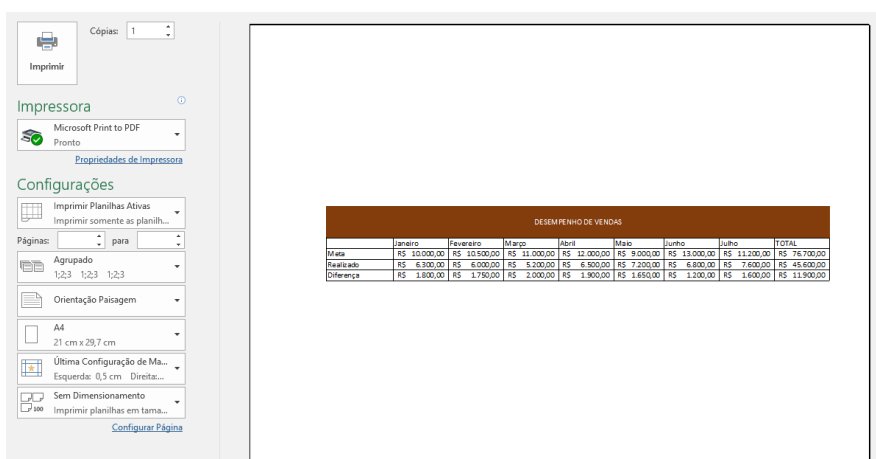 Cópias: 1
Imprimir
Impressora
Microsoft Print to PDF
Pronto
Propriedades de Impressora
Configurações
Imprimir Planilhas Ativas
Imprimir somente as planilh...
Páginas: para
Agrupado
1;2;3 1;2;3 1;2;3
Orientação Paisagem
A4
21 cm x 29,7 cm
Última Configuração de Ma...
Esquerda: 0,5 cm Direita:...
Sem Dimensionamento
100 Imprimir planilhas em tama...
Configurar Página
DESEMPENHO DE VENDAS
Janeiro Fevereiro Março Abril Maio Junho Julho TOTAL
Meta R$ 10.000,00 R$ 10.500,00 R$ 11.000,00 R$ 12.000,00 R$ 9.000,00 R$ 13.000,00 R$ 11.200,00 R$ 76.700,00
Realizado R$ 6.300,00 R$ 6.000,00 R$ 5.200,00 R$ 6.500,00 R$ 7.200,00 R$ 6.800,00 R$ 7.600,00 R$ 45.600,00
Diferença R$ 1.800,00 R$ 1.750,00 R$ 2.000,00 R$ 1.900,00 R$ 1.650,00 R$ 1.200,00 R$ 1.600,00 R$ 11.900,00